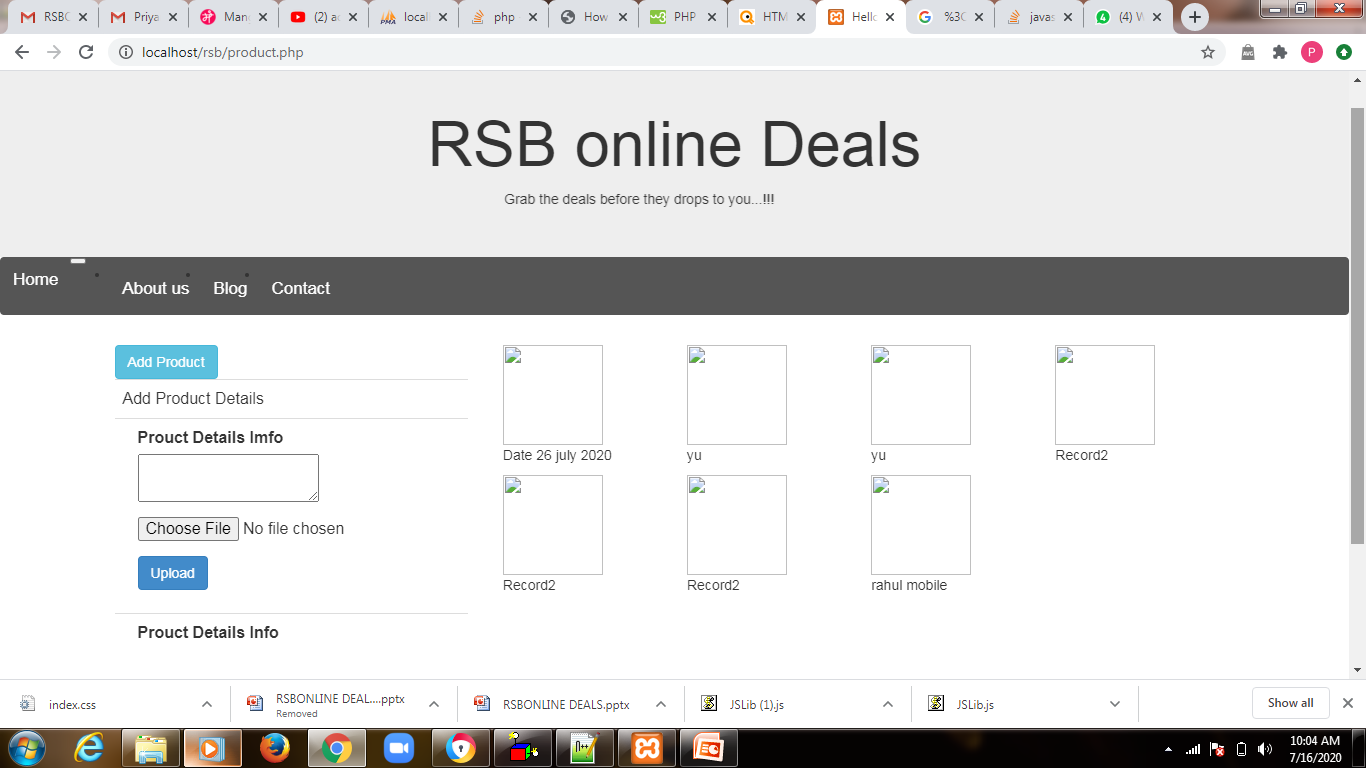 RSBC
Priya
Man
(2) a
local
php
How
PHP
HTM
Hello
%3C
javas
(4) W
localhost/rsb/product.php
RSB online Deals
Grab the deals before they drops to you...!!!
Home
About us
Blog
Contact
Add Product
Add Product Details
Prouct Details Imfo
Choose File No file chosen
Upload
Prouct Details Info
Date 26 july 2020
yu
yu
Record2
Record2
Record2
rahul mobile
index.css
RSBONLINE DEAL....pptx
Removed
RSBONLINE DEALS.pptx
JSLib (1).js
JSLib.js
Show all
10:04 AM
7/16/2020